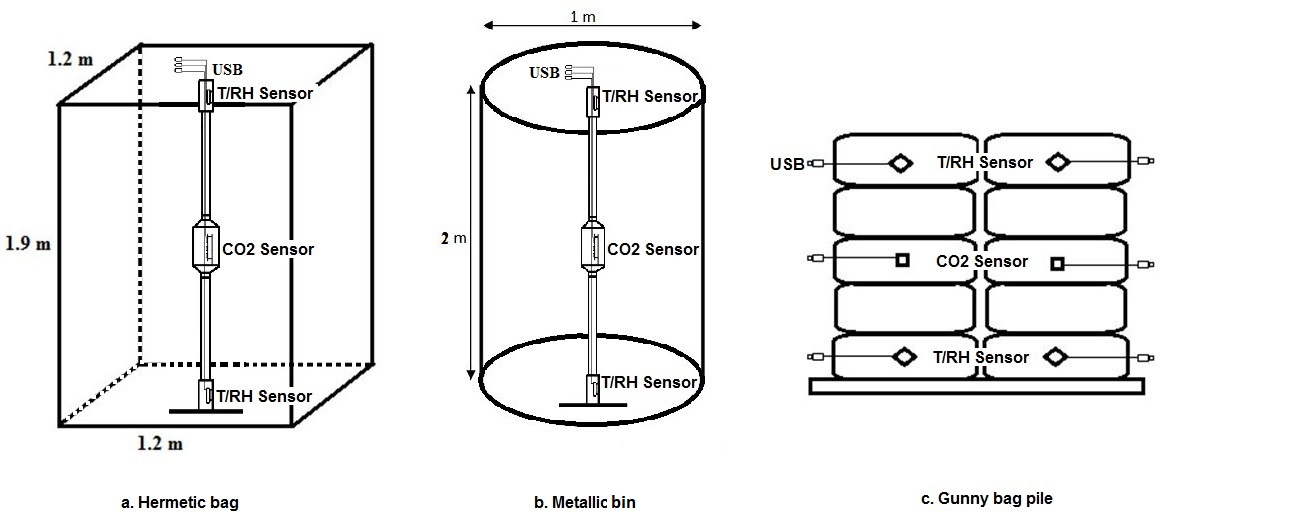 1.2 m
USB
T/RH Sensor
1.9 m
CO2 Sensor
T/RH Sensor
1.2 m
a. Hermetic bag
1 m
USB
T/RH Sensor
2 m
CO2 Sensor
T/RH Sensor
b. Metallic bin
USB
T/RH Sensor
CO2 Sensor
T/RH Sensor
c. Gunny bag pile